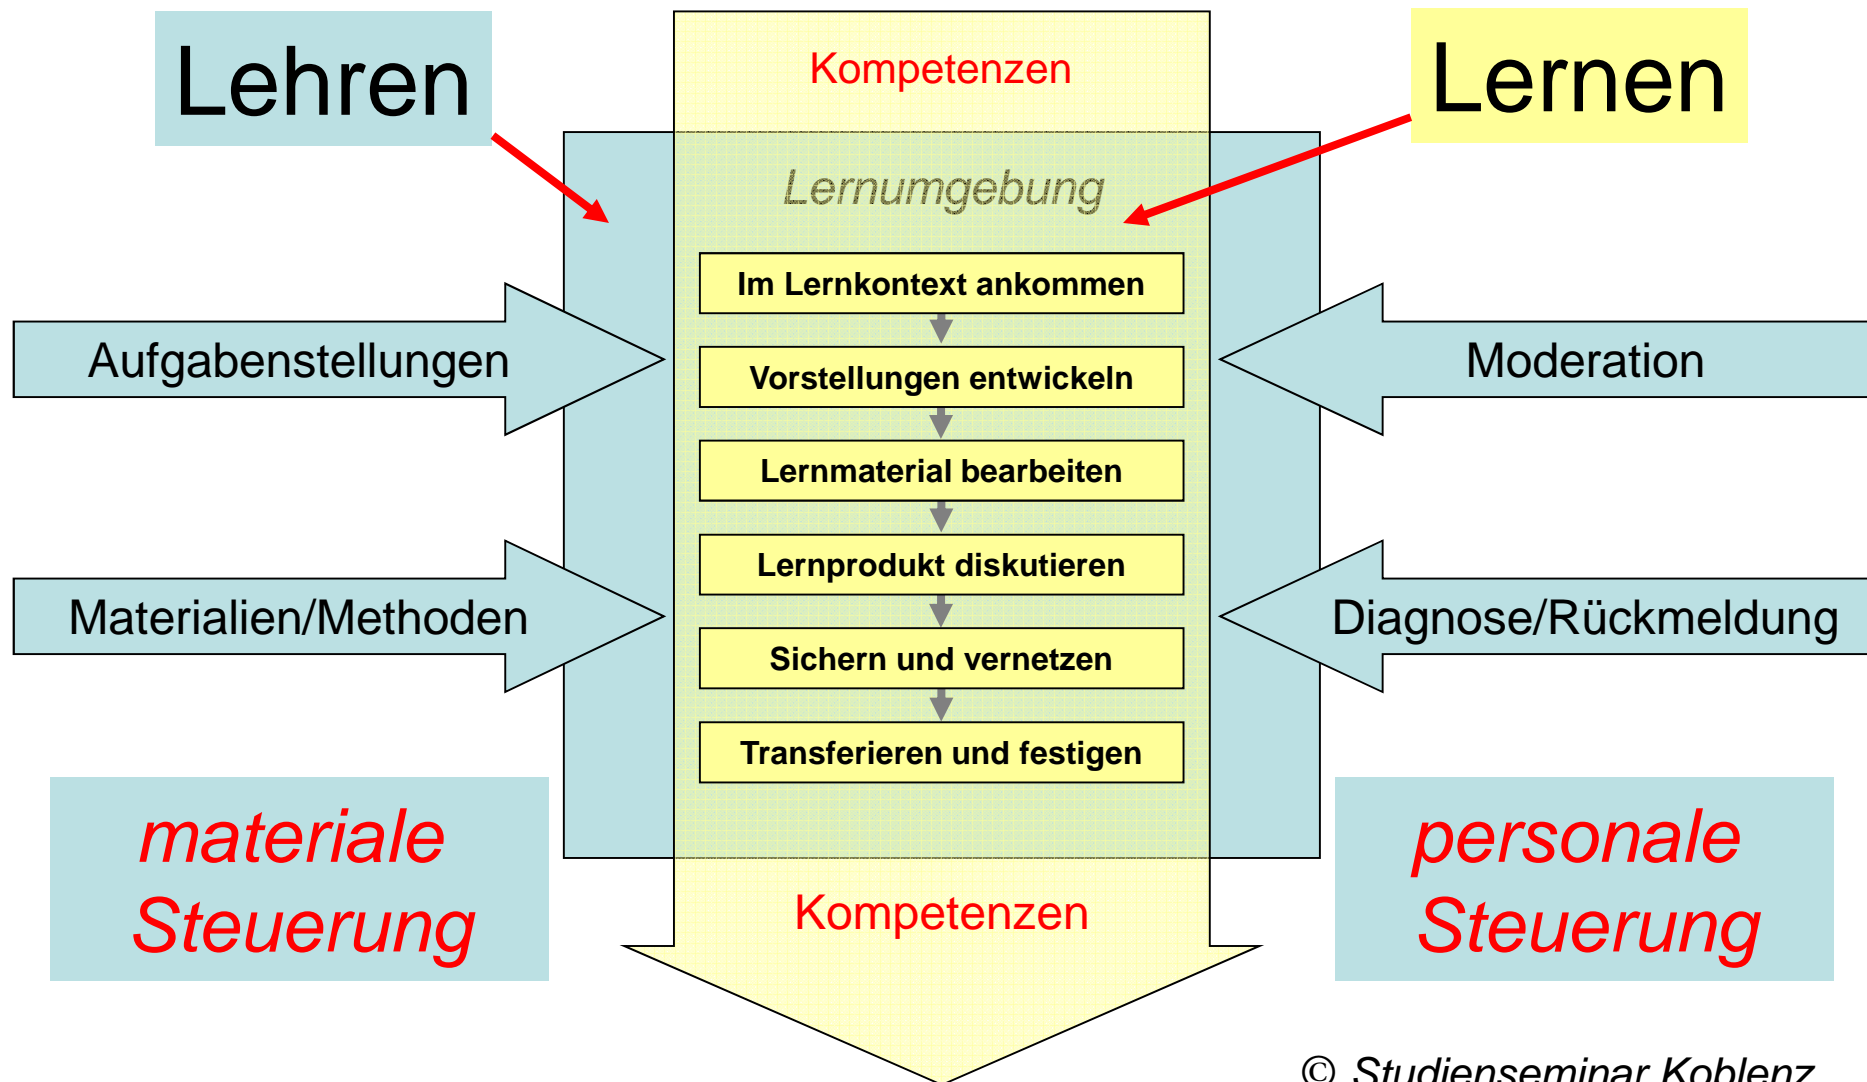 Lehren
Kompetenzen
Lernen
Lernumgebung
Im Lernkontext ankommen
Vorstellungen entwickeln
Lernmaterial bearbeiten
Lernprodukt diskutieren
Sichern und vernetzen
Transferieren und festigen
Aufgabenstellungen
Moderation
Materialien/Methoden
Diagnose/Rückmeldung
materiale
Steuerung
Kompetenzen
personale
Steuerung
© Studienseminar Koblenz